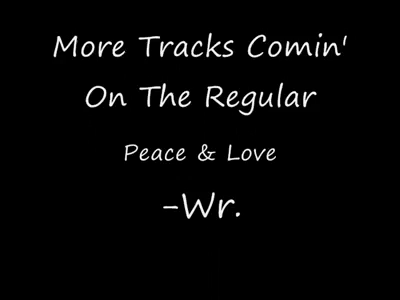 More Tracks Comin'
On The Regular
Peace & Love
-Wr.